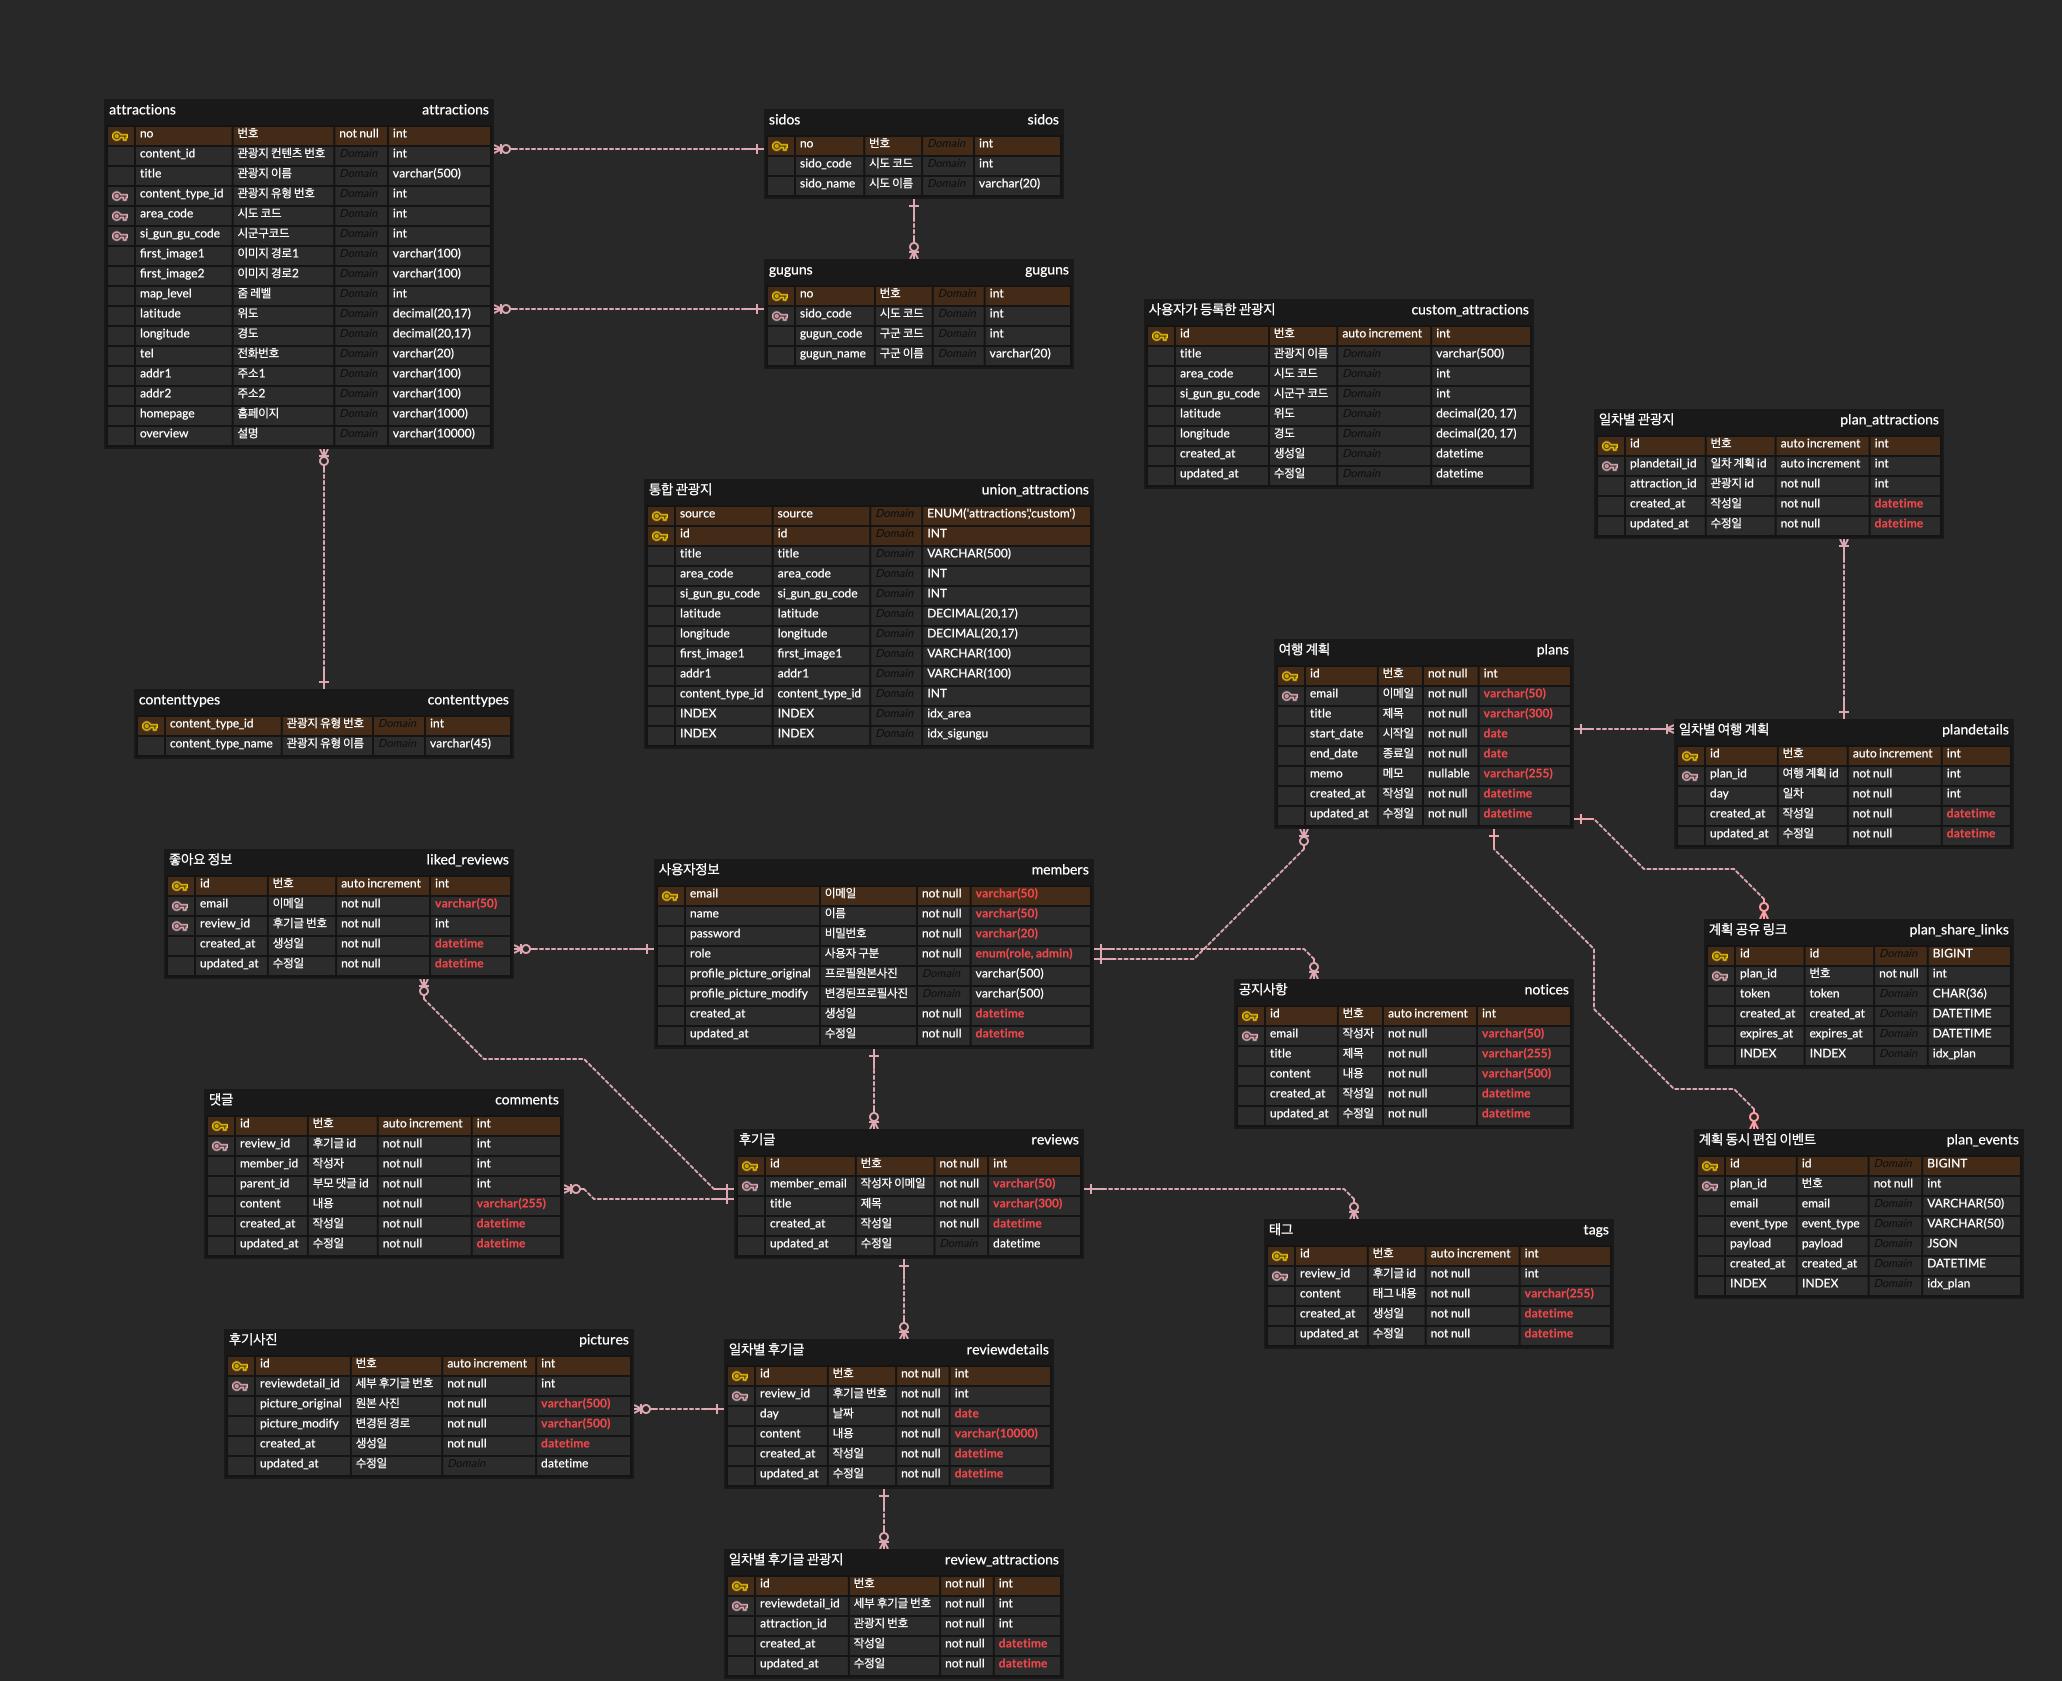 attractions attractions
no 번호 not null int
content_id 관광지 컨텐츠 번호 Domain int
title 관광지 이름 Domain varchar(500)
content_type_id 관광지 유형 번호 Domain int
area_code 시도 코드 Domain int
si_gun_gu_code 시군구코드 Domain int
first_image1 이미지 경로1 Domain varchar(100)
first_image2 이미지 경로2 Domain varchar(100)
map_level 줌 레벨 Domain int
latitude 위도 Domain decimal(20,17)
longitude 경도 Domain decimal(20,17)
tel 전화번호 Domain varchar(20)
addr1 주소1 Domain varchar(100)
addr2 주소2 Domain varchar(100)
homepage 홈페이지 Domain varchar(1000)
overview 설명 Domain varchar(10000)
sidos sidos
no 번호 Domain int
sido_code 시도 코드 Domain int
sido_name 시도 이름 Domain varchar(20)
guguns guguns
no 번호 Domain int
sido_code 시도 코드 Domain int
gugun_code 구군 코드 Domain int
gugun_name 구군 이름 Domain varchar(20)
사용자가 등록한 관광지 custom_attractions
id 번호 auto increment int
title 관광지 이름 Domain varchar(500)
area_code 시도 코드 Domain int
si_gun_gu_code 시군구 코드 Domain int
latitude 위도 Domain decimal(20, 17)
longitude 경도 Domain decimal(20, 17)
created_at 생성일 Domain datetime
updated_at 수정일 Domain datetime
일차별 관광지 plan_attractions
id 번호 auto increment int
plandetail_id 일차 계획 id auto increment int
attraction_id 관광지 id not null int
created_at 작성일 not null datetime
updated_at 수정일 not null datetime
통합 관광지 union_attractions
source source Domain ENUM('attractions','custom')
id id Domain INT
title title Domain VARCHAR(500)
area_code area_code Domain INT
si_gun_gu_code si_gun_gu_code Domain INT
latitude latitude Domain DECIMAL(20,17)
longitude longitude Domain DECIMAL(20,17)
first_image1 first_image1 Domain VARCHAR(100)
addr1 addr1 Domain VARCHAR(100)
content_type_id content_type_id Domain INT
INDEX INDEX Domain idx_area
INDEX INDEX Domain idx_sigungu
contenttypes contenttypes
content_type_id 관광지 유형 번호 Domain int
content_type_name 관광지 유형 이름 Domain varchar(45)
여행 계획 plans
id 번호 not null int
email 이메일 not null varchar(50)
title 제목 not null varchar(300)
start_date 시작일 not null date
end_date 종료일 not null date
memo 메모 nullable varchar(255)
created_at 작성일 not null datetime
updated_at 수정일 not null datetime
일차별 여행 계획 plandetails
id 번호 auto increment int
plan_id 여행 계획 id not null int
day 일차 not null int
created_at 작성일 not null datetime
updated_at 수정일 not null datetime
좋아요 정보 liked_reviews
id 번호 auto increment int
email 이메일 not null varchar(50)
review_id 후기글 번호 not null int
created_at 생성일 not null datetime
updated_at 수정일 not null datetime
사용자정보 members
email 이메일 not null varchar(50)
name 이름 not null varchar(50)
password 비밀번호 not null varchar(20)
role 사용자 구분 not null enum(role, admin)
profile_picture_original 프로필원본사진 Domain varchar(500)
profile_picture_modify 변경된프로필사진 Domain varchar(500)
created_at 생성일 not null datetime
updated_at 수정일 not null datetime
공지사항 notices
id 번호 auto increment int
email 작성자 not null varchar(50)
title 제목 not null varchar(255)
content 내용 not null varchar(500)
created_at 작성일 not null datetime
updated_at 수정일 not null datetime
계획 공유 링크 plan_share_links
id id Domain BIGINT
plan_id 번호 not null int
token token Domain CHAR(36)
created_at created_at Domain DATETIME
expires_at expires_at Domain DATETIME
INDEX INDEX Domain idx_plan
댓글 comments
id 번호 auto increment int
review_id 후기글 id not null int
member_id 작성자 not null int
parent_id 부모 댓글 id not null int
content 내용 not null varchar(255)
created_at 작성일 not null datetime
updated_at 수정일 not null datetime
후기글 reviews
id 번호 not null int
member_email 작성자 이메일 not null varchar(50)
title 제목 not null varchar(300)
created_at 작성일 not null datetime
updated_at 수정일 Domain datetime
계획 동시 편집 이벤트 plan_events
id id Domain BIGINT
plan_id 번호 not null int
email email Domain VARCHAR(50)
event_type event_type Domain VARCHAR(50)
payload payload Domain JSON
created_at created_at Domain DATETIME
INDEX INDEX Domain idx_plan
태그 tags
id 번호 auto increment int
review_id 후기글 id not null int
content 태그 내용 not null varchar(255)
created_at 생성일 not null datetime
updated_at 수정일 not null datetime
후기사진 pictures
id 번호 auto increment int
reviewdetail_id 세부 후기글 번호 not null int
picture_original 원본 사진 not null varchar(500)
picture_modify 변경된 경로 not null varchar(500)
created_at 생성일 not null datetime
updated_at 수정일 Domain datetime
일차별 후기글 reviewdetails
id 번호 not null int
review_id 후기글 번호 not null int
day 날짜 not null date
content 내용 not null varchar(10000)
created_at 작성일 not null datetime
updated_at 수정일 not null datetime
일차별 후기글 관광지 review_attractions
id 번호 not null int
reviewdetail_id 세부 후기글 번호 not null int
attraction_id 관광지 번호 not null int
created_at 작성일 not null datetime
updated_at 수정일 not null datetime